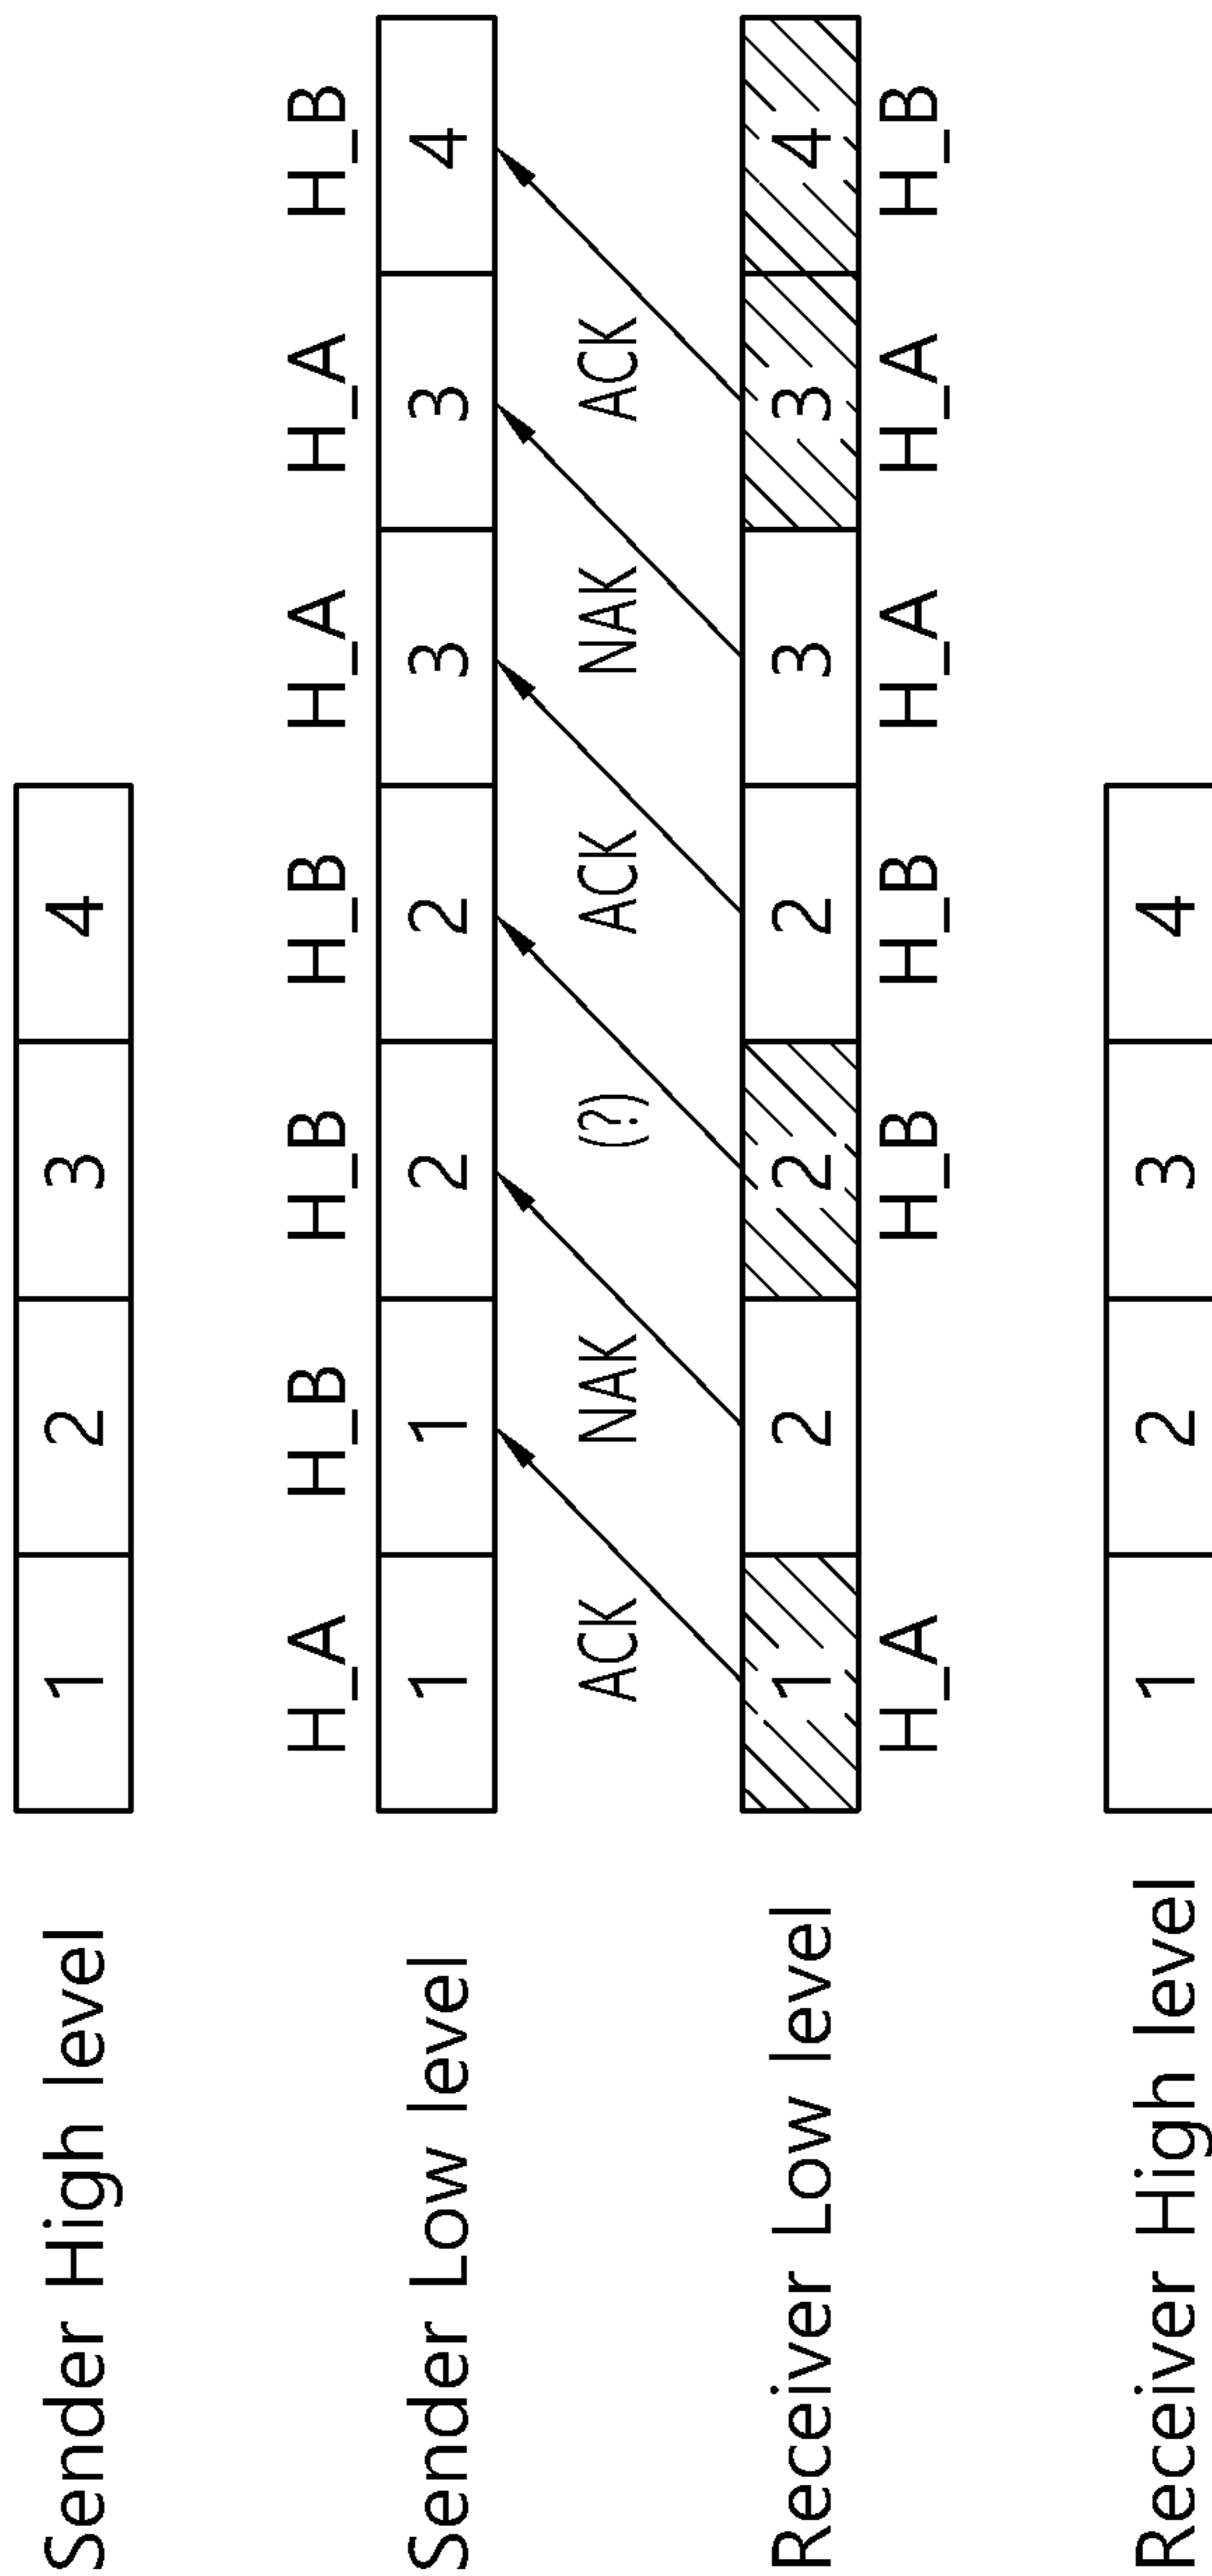 Sender High level 1 2 3 4
H_A H_B H_B H_B H_A H_A H_B
Sender Low level 1 1 2 2 3 3 4
ACK NAK (?) ACK NAK ACK
Receiver Low level 1 2 2 2 3 3 4
H_A H_B H_B H_A H_A H_B
Receiver High level 1 2 3 4